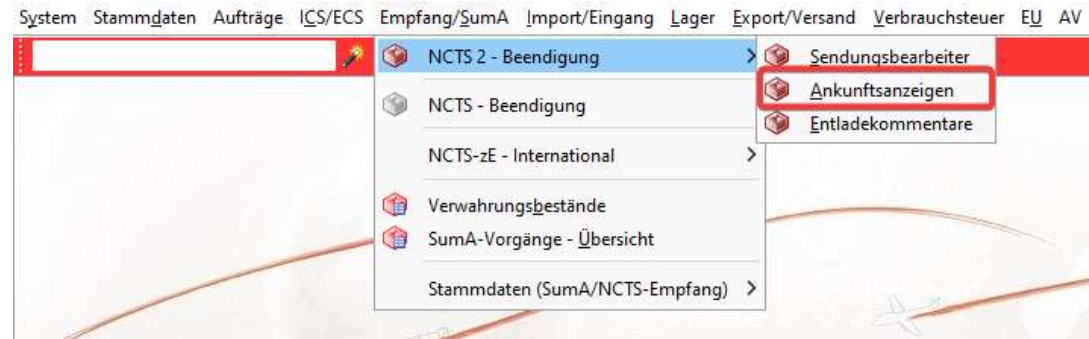 System Stammdaten Aufträge ICS/ECS Empfang/SumA Import/Eingang Lager Export/Versand Verbrauchsteuer EU AV
NCTS 2 - Beendigung
Sendungsbearbeiter
Ankunftsanzeigen
NCTS - Beendigung
Entladekommentare
NCTS-zE - International
Verwahrungsbestände
SumA-Vorgänge - Übersicht
Stammdaten (SumA/NCTS-Empfang)